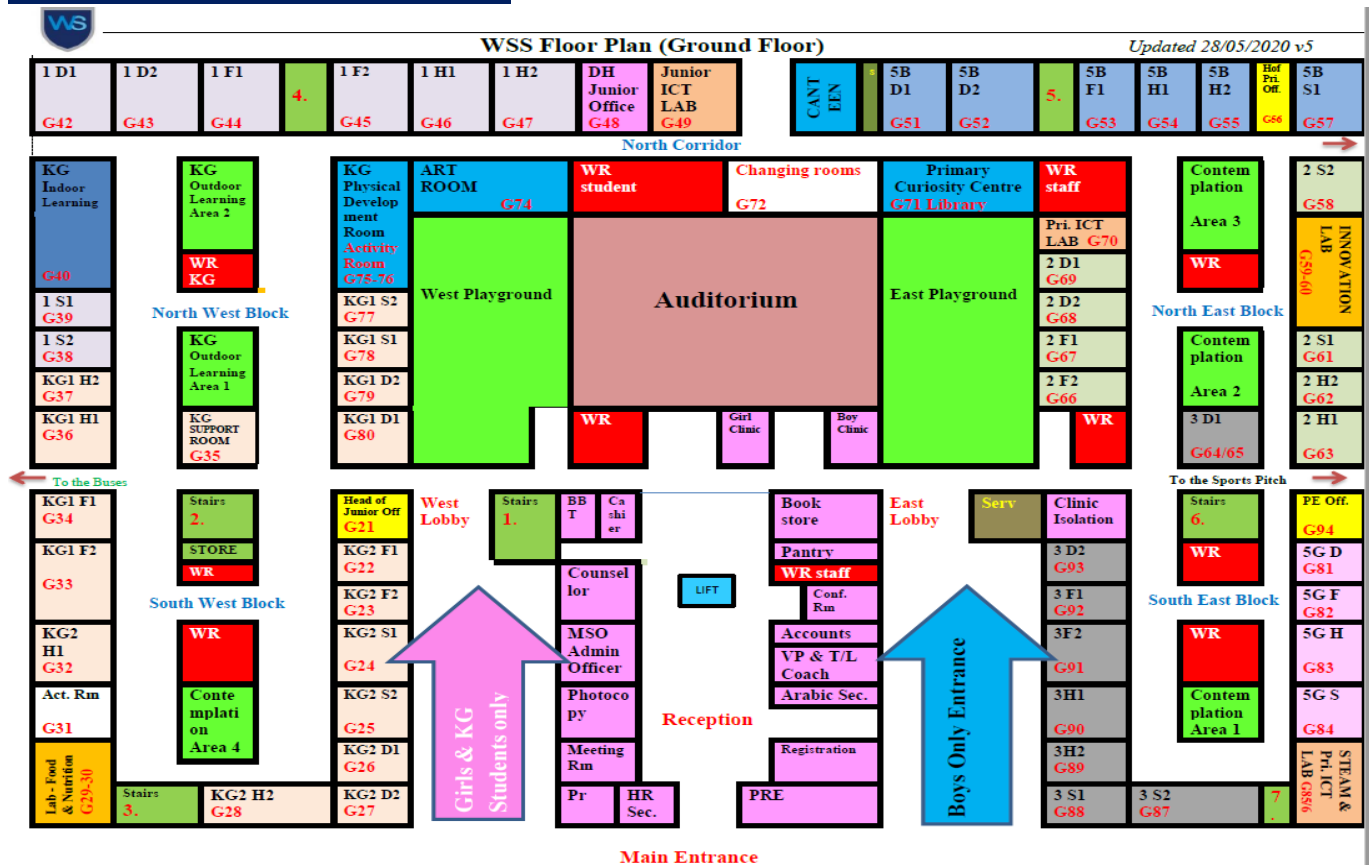 WS
WSS Floor Plan (Ground Floor)
Updated 28/05/2020 v5
1 D1
G42
1 D2
G43
1 F1
G44
4.
1 F2
G45
1 H1
G46
1 H2
G47
DH
Junior
Office
G48
Junior
ICT
LAB
G49
CANT
EEN
s
5B
D1
G51
5B
D2
G52
5.
5B
F1
G53
5B
H1
G54
5B
H2
G55
Hof
Pri.
Off.
G56
5B
S1
G57
North Corridor
KG
Indoor
Learning
G40
KG
Outdoor
Learning
Area 2
WR
KG
KG
Physical
Develop
ment
Room
Activity
Room
G75-76
ART
ROOM
G74
WR
student
Changing rooms
G72
Primary
Curiosity Centre
G71 Library
WR
staff
Contem
plation
Area 3
WR
2 S2
G58
INNOVATION
LAB
G59-60
Pri. ICT
LAB G70
2 D1
G69
2 D2
G68
2 F1
G67
2 F2
G66
WR
1 S1
G39
1 S2
G38
KG1 H2
G37
KG1 H1
G36
North West Block
KG
Outdoor
Learning
Area 1
KG
SUPPORT
ROOM
G35
KG1 S2
G77
KG1 S1
G78
KG1 D2
G79
KG1 D1
G80
West Playground
Auditorium
East Playground
WR
Girl
Clinic
Boy
Clinic
North East Block
Contem
plation
Area 2
3 D1
G64/65
2 S1
G61
2 H2
G62
2 H1
G63
To the Buses
To the Sports Pitch
KG1 F1
G34
KG1 F2
G33
KG2
H1
G32
Act. Rm
G31
Lab - Food
& Nutrition
G29-30
Stairs
2.
STORE
WR
South West Block
WR
Conte
mplati
on
Area 4
Stairs
3.
KG2 H2
G28
Head of
Junior Off
G21
KG2 F1
G22
KG2 F2
G23
KG2 S1
G24
KG2 S2
G25
KG2 D1
G26
KG2 D2
G27
West
Lobby
Stairs
1.
Girls & KG
Students only
BB
T
Ca
shi
er
Counsel
lor
MSO
Admin
Officer
Photoco
py
Meeting
Rm
Pr
HR
Sec.
LIFT
Reception
Book
store
Pantry
WR staff
Conf.
Rm
Accounts
VP & T/L
Coach
Arabic Sec.
Registration
PRE
East
Lobby
Serv
Boys Only Entrance
Clinic
Isolation
3 D2
G93
3 F1
G92
3F2
G91
3H1
G90
3H2
G89
3 S1
G88
3 S2
G87
7
.
Stairs
6.
WR
South East Block
WR
Contem
plation
Area 1
PE Off.
G94
5G D
G81
5G F
G82
5G H
G83
5G S
G84
STEAM &
Pri. ICT
LAB G85/6
Main Entrance